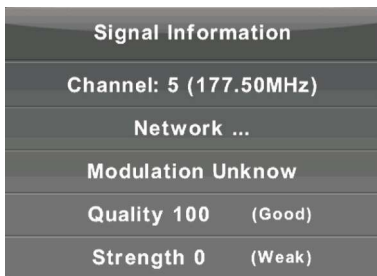 Signal Information
Channel: 5 (177.50MHz)
Network ...
Modulation Unknow
Quality 100 (Good)
Strength 0 (Weak)